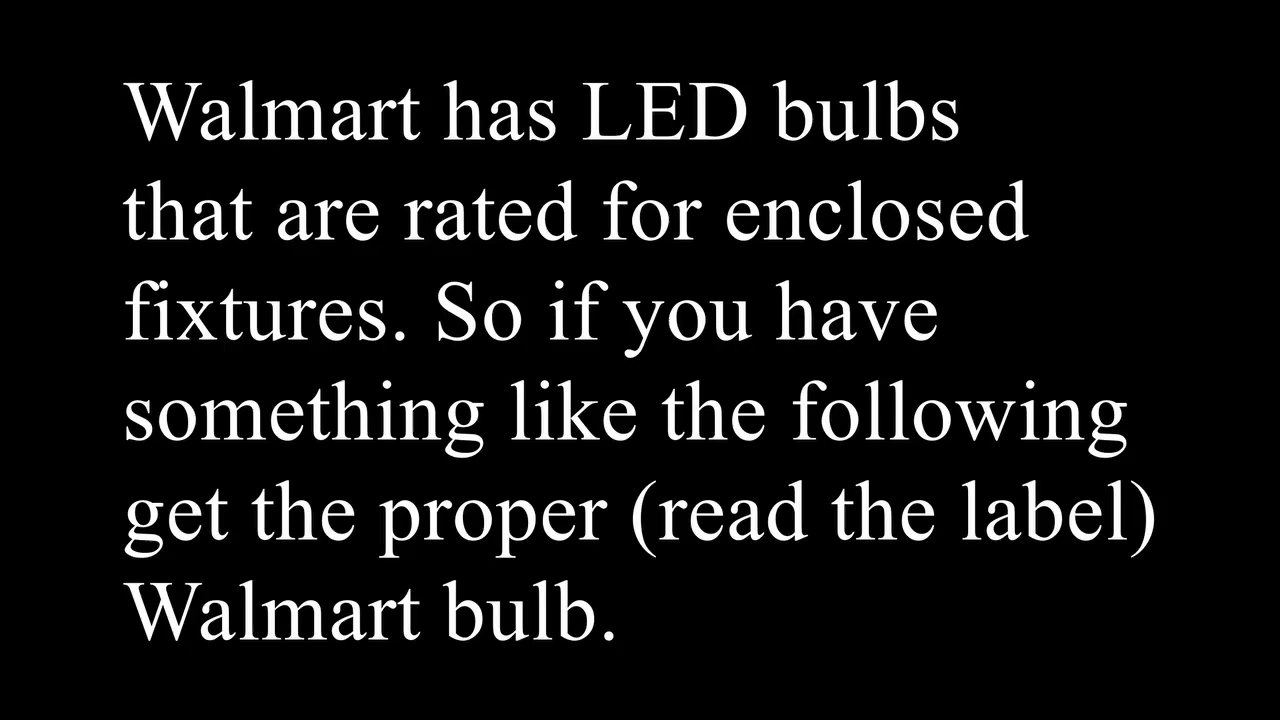 Walmart has LED bulbs
that are rated for enclosed
fixtures. So if you have
something like the following
get the proper (read the label)
Walmart bulb.